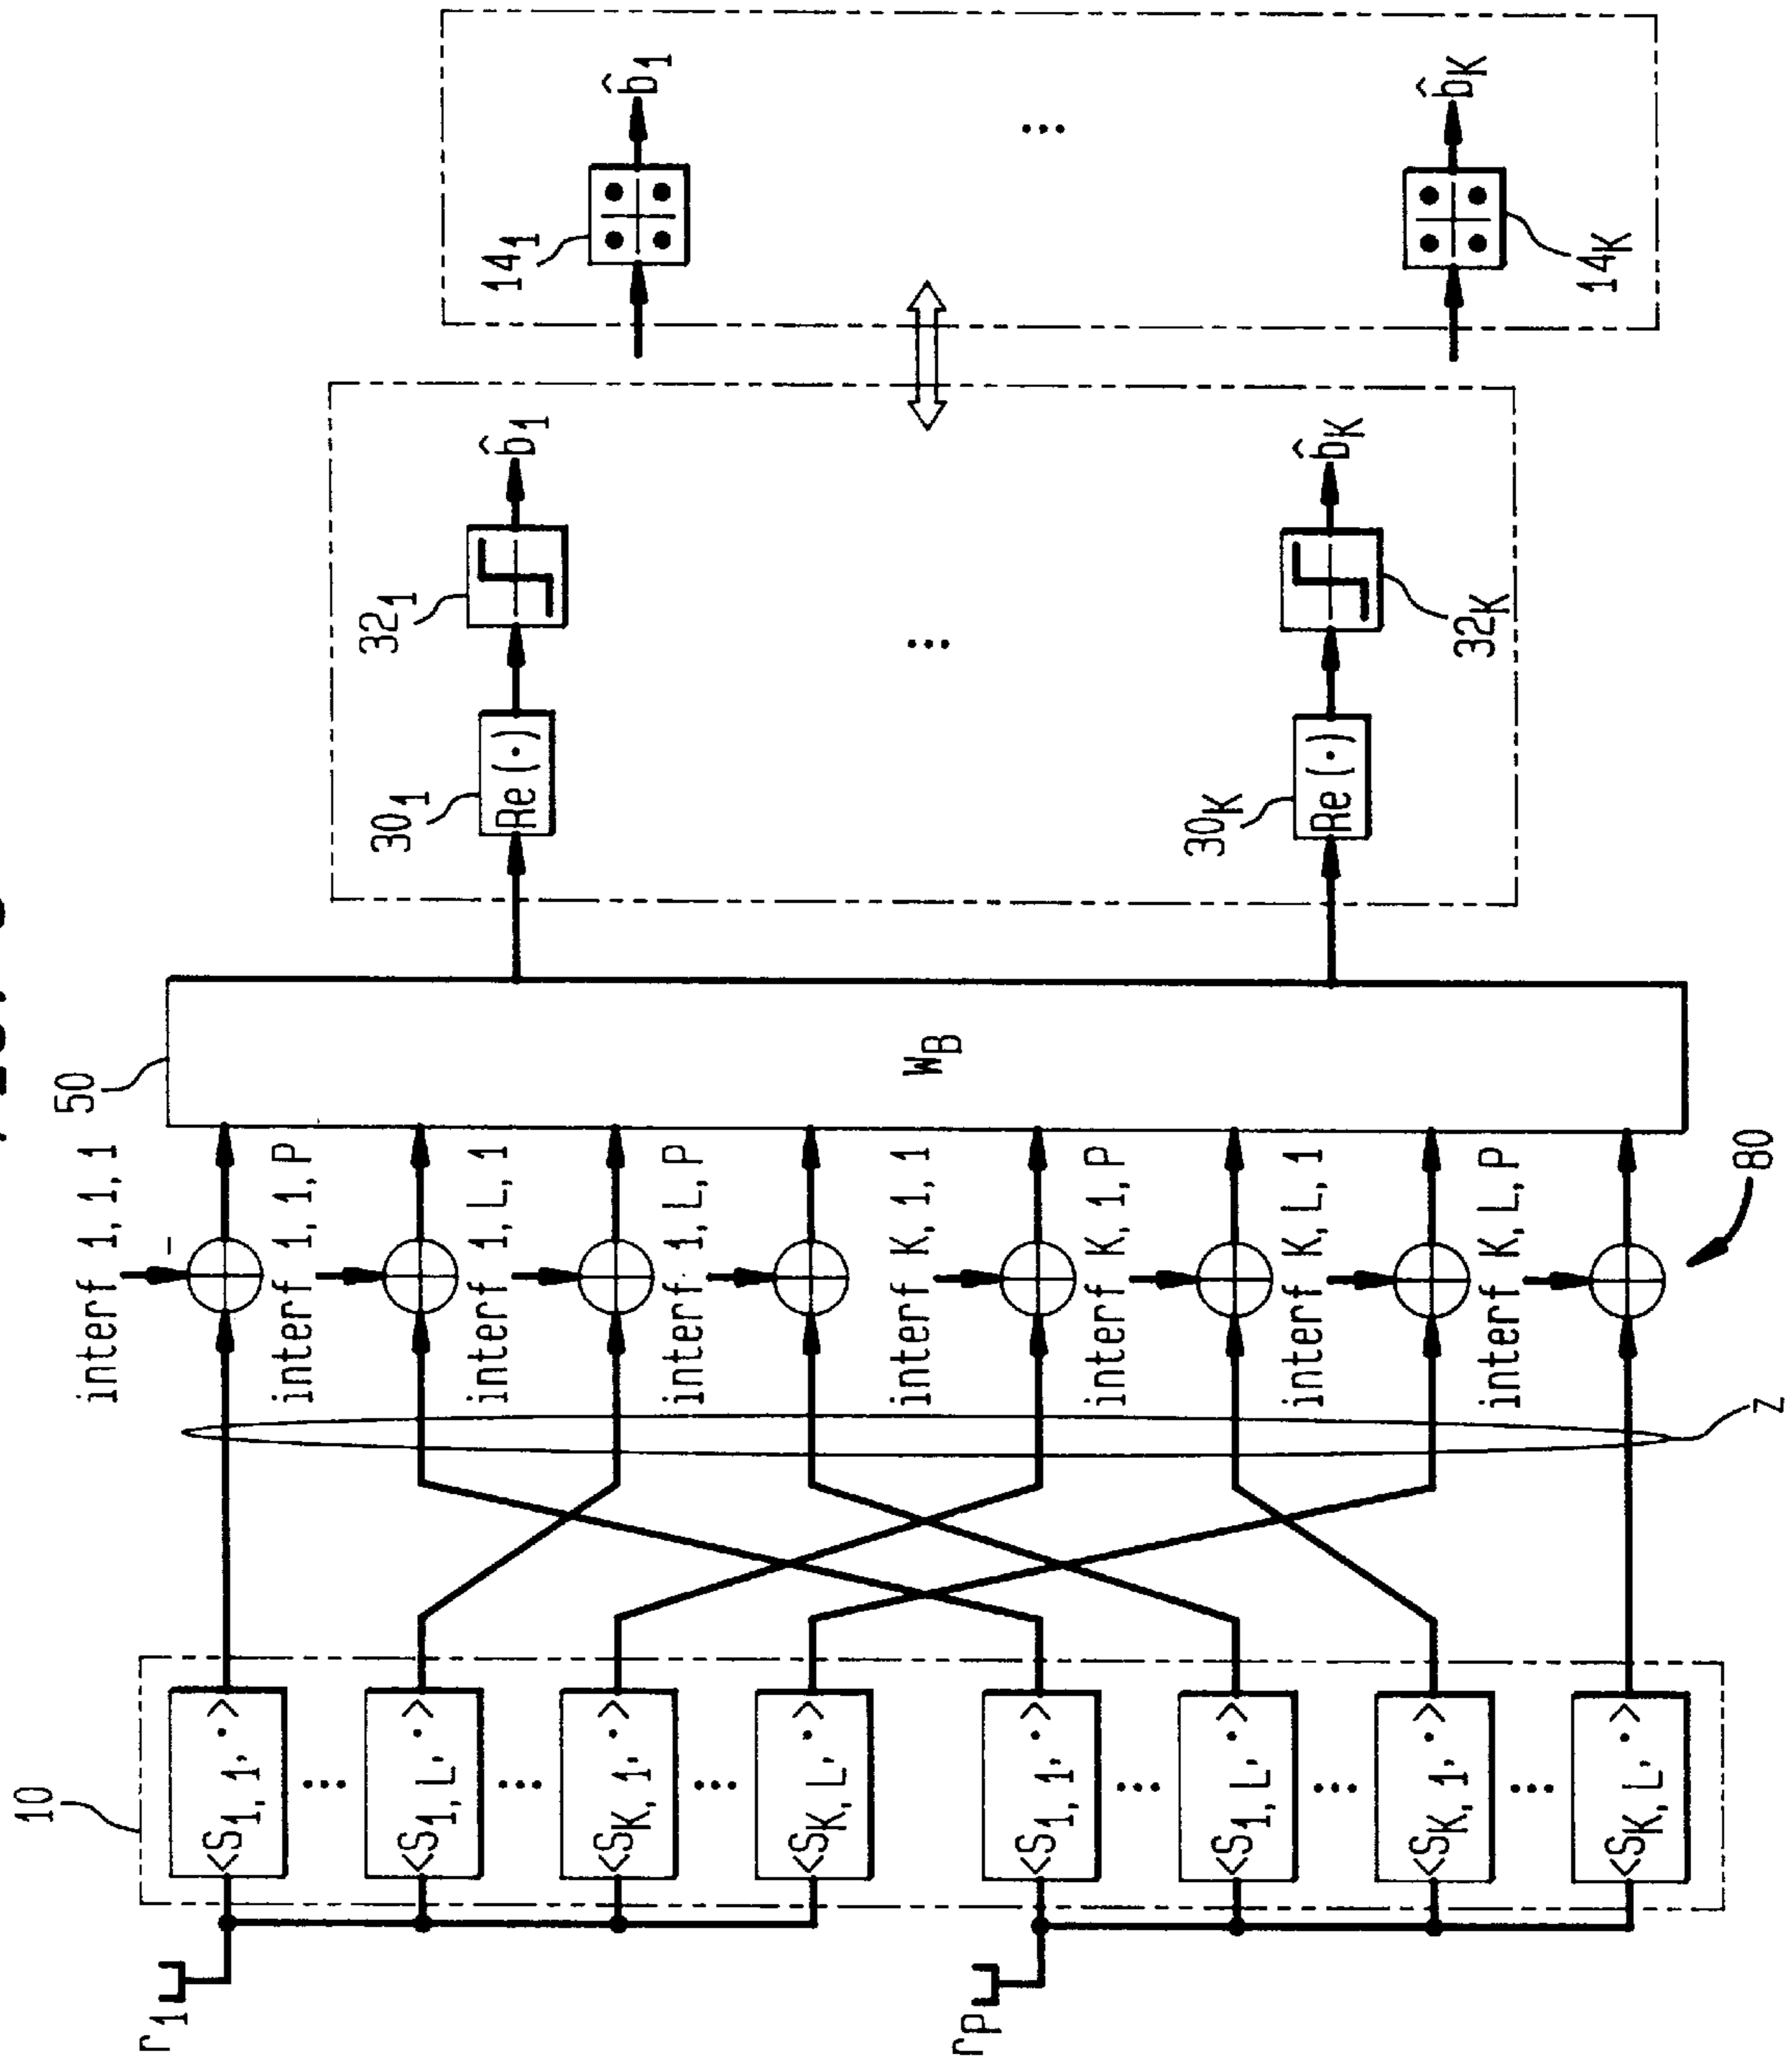 10
r1
<S1,1, ·>
⋮
<S1,L, ·>
⋮
<SK,1, ·>
⋮
<SK,L, ·>
rP
<S1,1, ·>
⋮
<S1,L, ·>
⋮
<SK,1, ·>
⋮
<SK,L, ·>
z
interf 1,1,1
-
interf 1,1,P
interf 1,L,1
interf 1,L,P
interf K,1,1
interf K,1,P
interf K,L,1
interf K,L,P
80
50
WB
301
Re(·)
321
b̂1
⋮
30K
Re(·)
32K
b̂K
141
b̂1
⋮
14K
b̂K